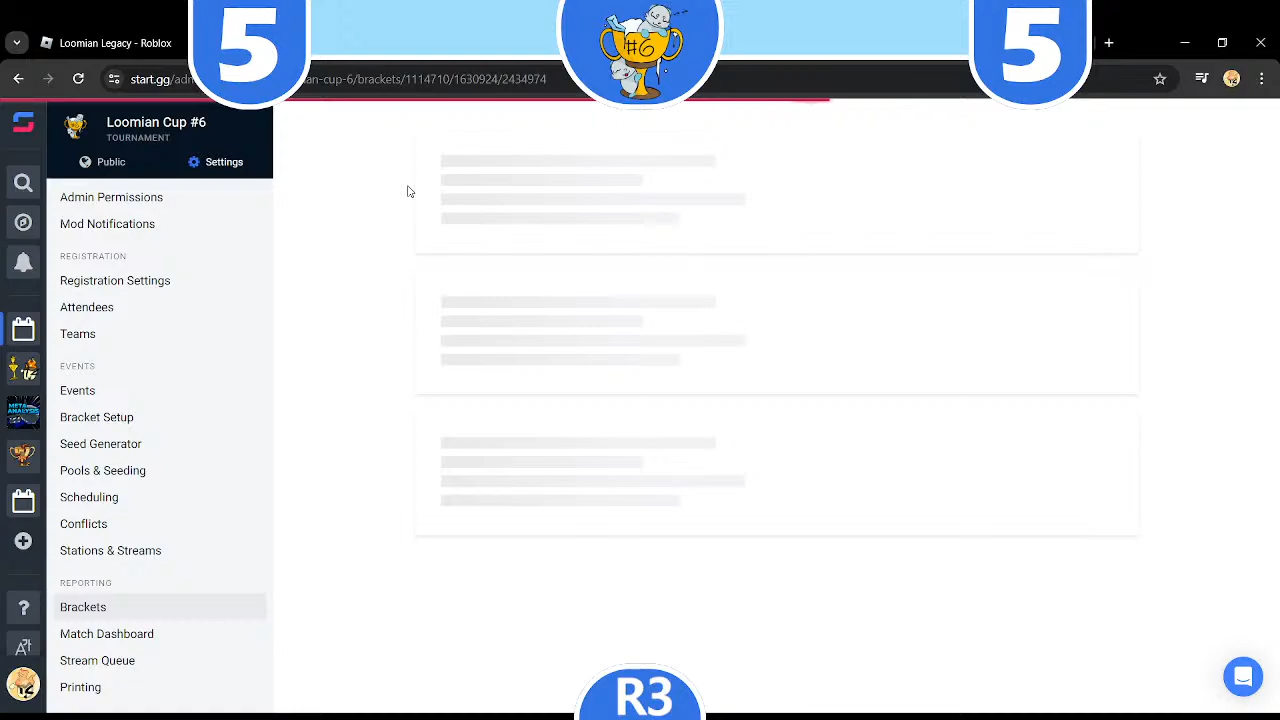 5
#6
5
Loomian Legacy - Roblox
start.gg/adm
an-cup-6/brackets/1114710/1630924/2434974
Loomian Cup #6
TOURNAMENT
Public
Settings
Admin Permissions
Mod Notifications
REGISTRATION
Registration Settings
Attendees
Teams
EVENTS
Events
META
ANALYSIS
Bracket Setup
Seed Generator
Pools & Seeding
Scheduling
Conflicts
Stations & Streams
REPORTING
Brackets
Match Dashboard
Stream Queue
Printing
R3